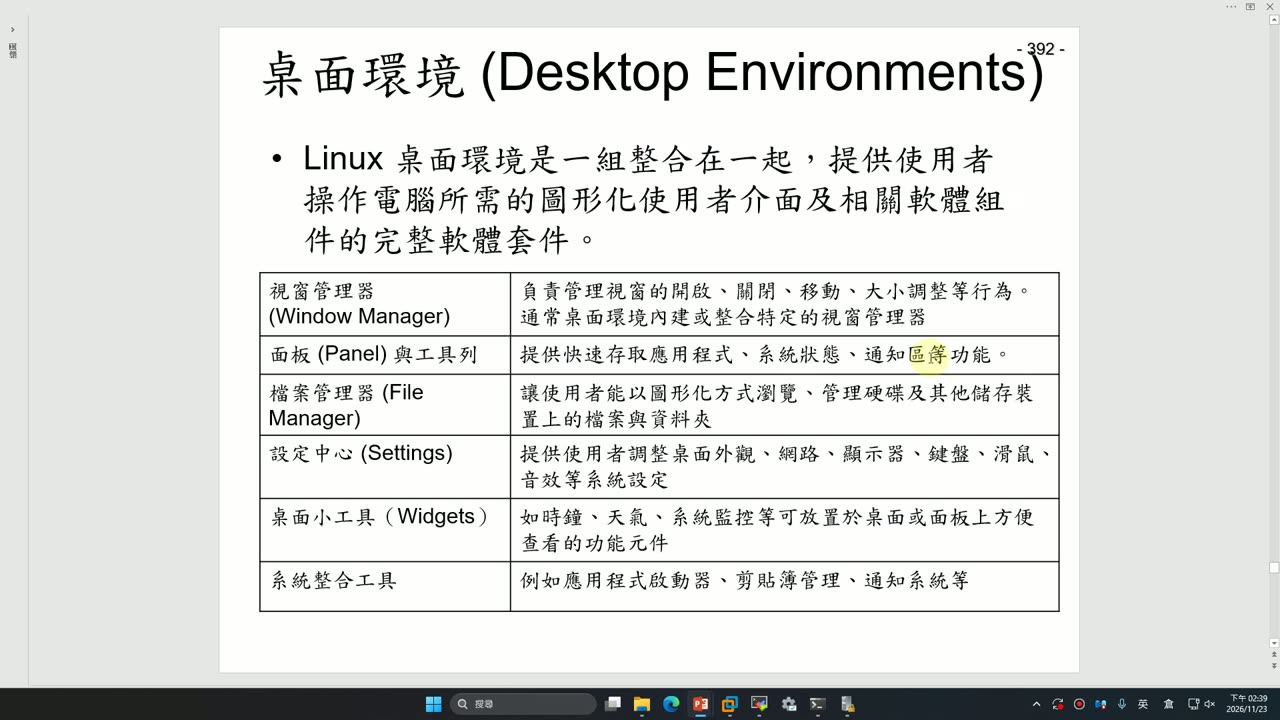 - 392 -
桌面環境 (Desktop Environments)
• Linux 桌面環境是一組整合在一起，提供使用者
操作電腦所需的圖形化使用者介面及相關軟體組
件的完整軟體套件。
視窗管理器
(Window Manager)
負責管理視窗的開啟、關閉、移動、大小調整等行為。
通常桌面環境內建或整合特定的視窗管理器
面板 (Panel) 與工具列
提供快速存取應用程式、系統狀態、通知區等功能。
檔案管理器 (File
Manager)
讓使用者能以圖形化方式瀏覽、管理硬碟及其他儲存裝
置上的檔案與資料夾
設定中心 (Settings)
提供使用者調整桌面外觀、網路、顯示器、鍵盤、滑鼠、
音效等系統設定
桌面小工具（Widgets）
如時鐘、天氣、系統監控等可放置於桌面或面板上方便
查看的功能元件
系統整合工具
例如應用程式啟動器、剪貼簿管理、通知系統等
搜尋
英
下午 02:39
2026/11/23